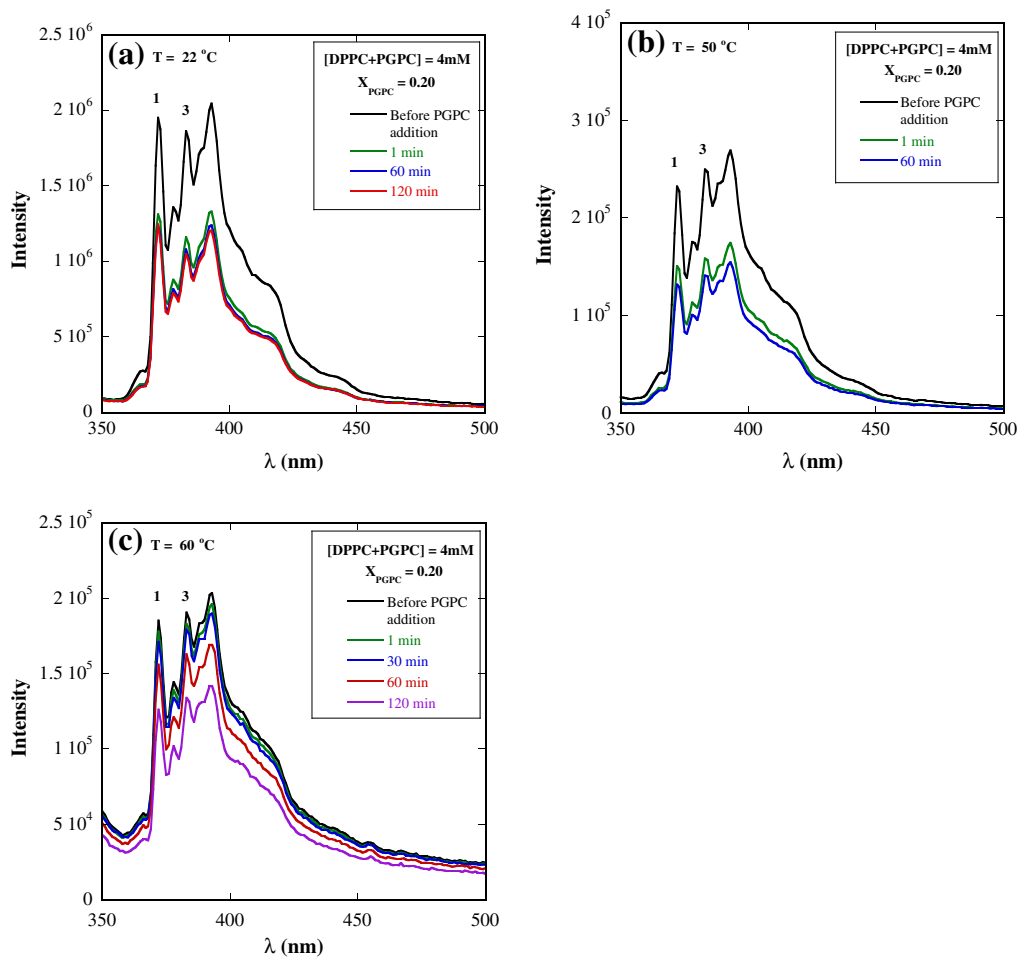 (a) T = 22 °C
[DPPC+PGPC] = 4mM
X_PGPC = 0.20
Before PGPC
addition
1 min
60 min
120 min
1
3
2.5 10^6
2 10^6
1.5 10^6
1 10^6
5 10^5
0
Intensity
350
400
450
500
λ (nm)
(b) T = 50 °C
[DPPC+PGPC] = 4mM
X_PGPC = 0.20
Before PGPC
addition
1 min
60 min
1
3
4 10^5
3 10^5
2 10^5
1 10^5
0
Intensity
350
400
450
500
λ (nm)
(c) T = 60 °C
[DPPC+PGPC] = 4mM
X_PGPC = 0.20
Before PGPC
addition
1 min
30 min
60 min
120 min
1
3
2.5 10^5
2 10^5
1.5 10^5
1 10^5
5 10^4
0
Intensity
350
400
450
500
λ (nm)